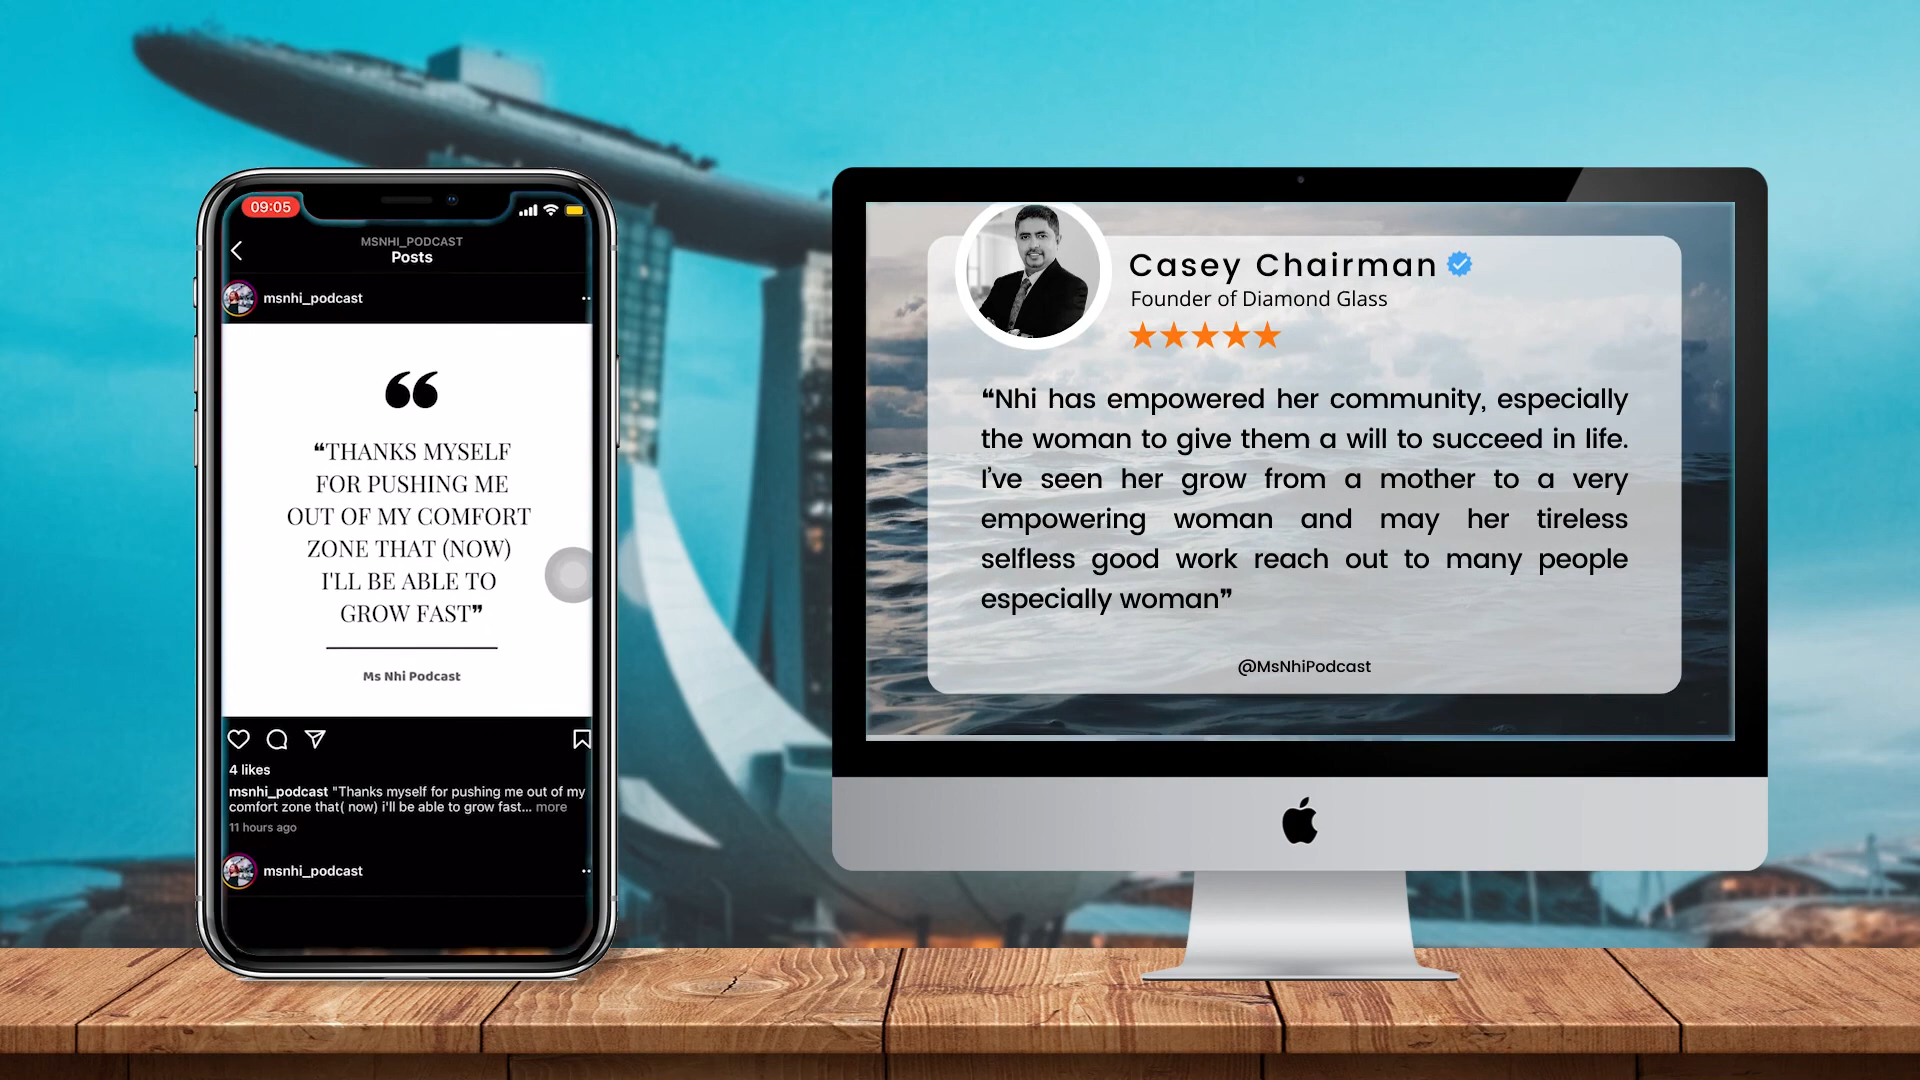 09:05
MSNHI_PODCAST
Posts
msnhi_podcast
❝THANKS MYSELF
FOR PUSHING ME
OUT OF MY COMFORT
ZONE THAT (NOW)
I'LL BE ABLE TO
GROW FAST❞
Ms Nhi Podcast
4 likes
msnhi_podcast "Thanks myself for pushing me out of my
comfort zone that( now) i'll be able to grow fast... more
11 hours ago
msnhi_podcast
Casey Chairman
Founder of Diamond Glass
❝Nhi has empowered her community, especially
the woman to give them a will to succeed in life.
I've seen her grow from a mother to a very
empowering woman and may her tireless
selfless good work reach out to many people
especially woman❞
@MsNhiPodcast